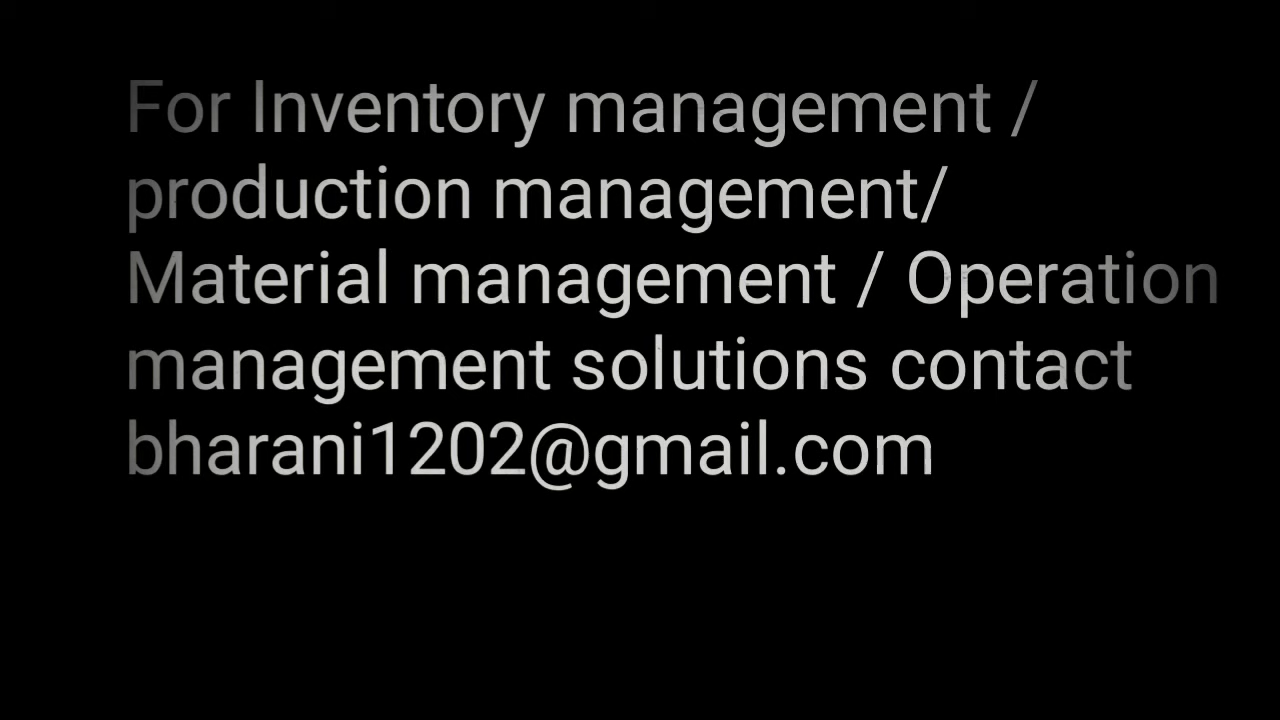 For Inventory management /
production management/
Material management / Operation
management solutions contact
bharani1202@gmail.com